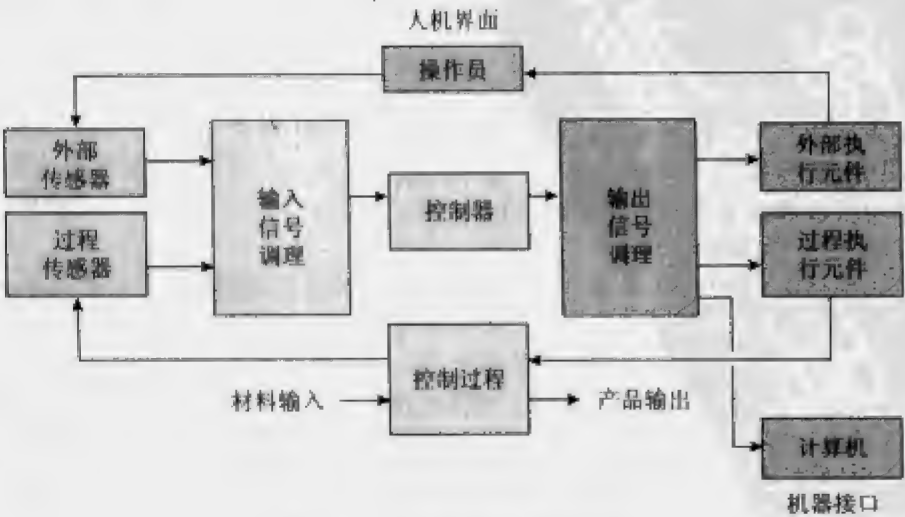 人机界面
操作员
外部
传感器
输入
信号
调理
控制器
输出
信号
调理
外部执
行元件
过程
传感器
过程执
行元件
控制过程
材料输入
产品输出
计算机
机器接口